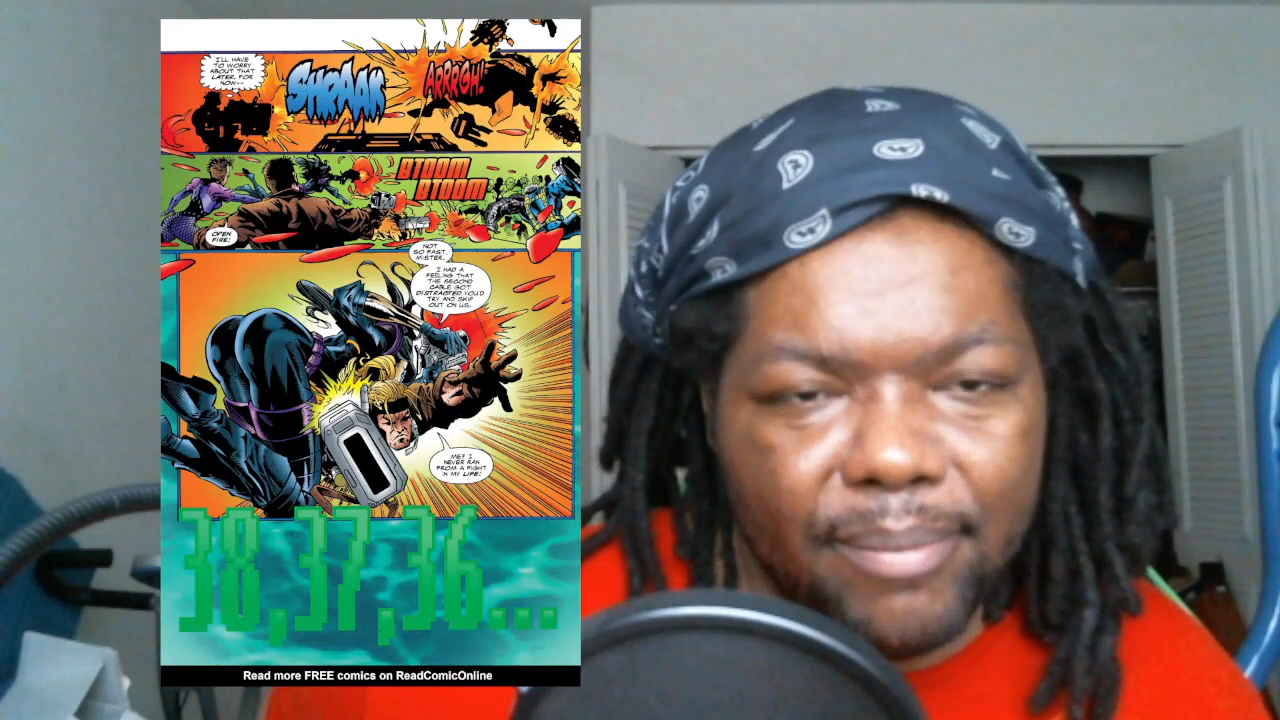 I'LL HAVE
TO WORRY
ABOUT THAT
LATER. FOR
NOW--
SHRAAK
ARRRGH!
BTOOM
BTOOM
OPEN
FIRE!
NOT
SO FAST,
MISTER.
I HAD A
FEELING THAT
THE SECOND
CABLE GOT
DISTRACTED YOU'D
TRY AND SKIP
OUT ON US.
ME? I
NEVER RAN
FROM A FIGHT
IN MY LIFE!
38,37,36...
Read more FREE comics on ReadComicOnline